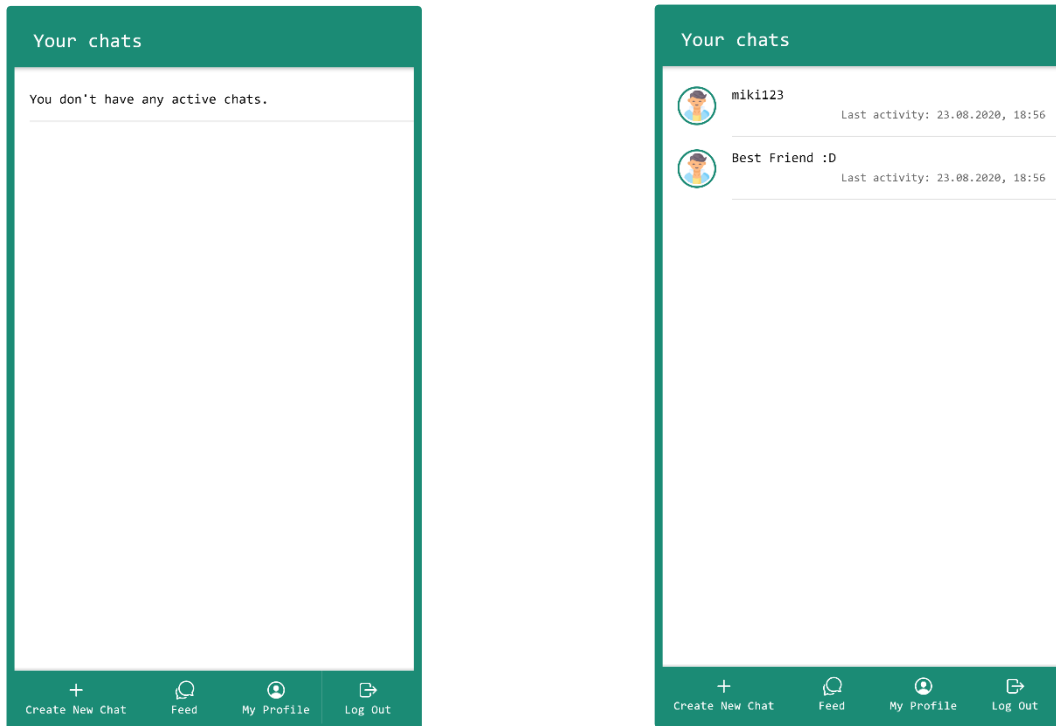 Your chats
You don't have any active chats.
Create New Chat
Feed
My Profile
Log Out
Your chats
miki123
Last activity: 23.08.2020, 18:56
Best Friend :D
Last activity: 23.08.2020, 18:56
Create New Chat
Feed
My Profile
Log Out